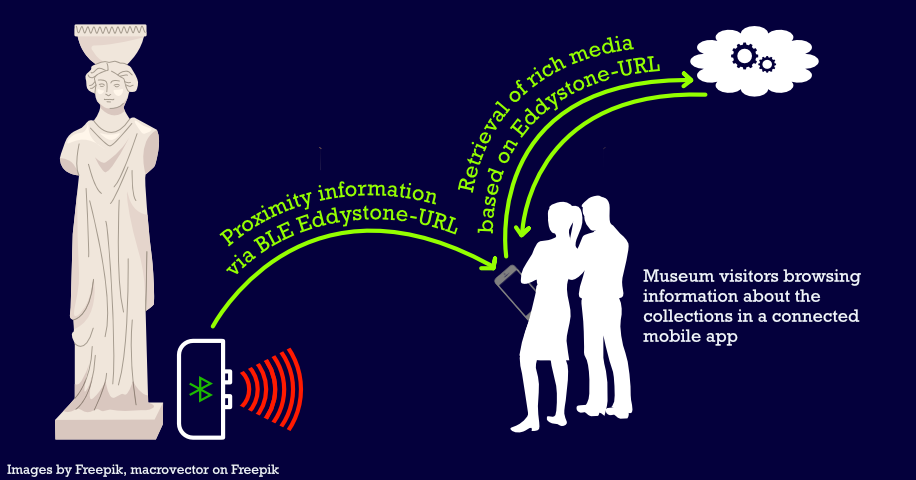 Retrieval of rich media
based on Eddystone-URL
Proximity information
via BLE Eddystone-URL
Museum visitors browsing
information about the
collections in a connected
mobile app
Images by Freepik, macrovector on Freepik